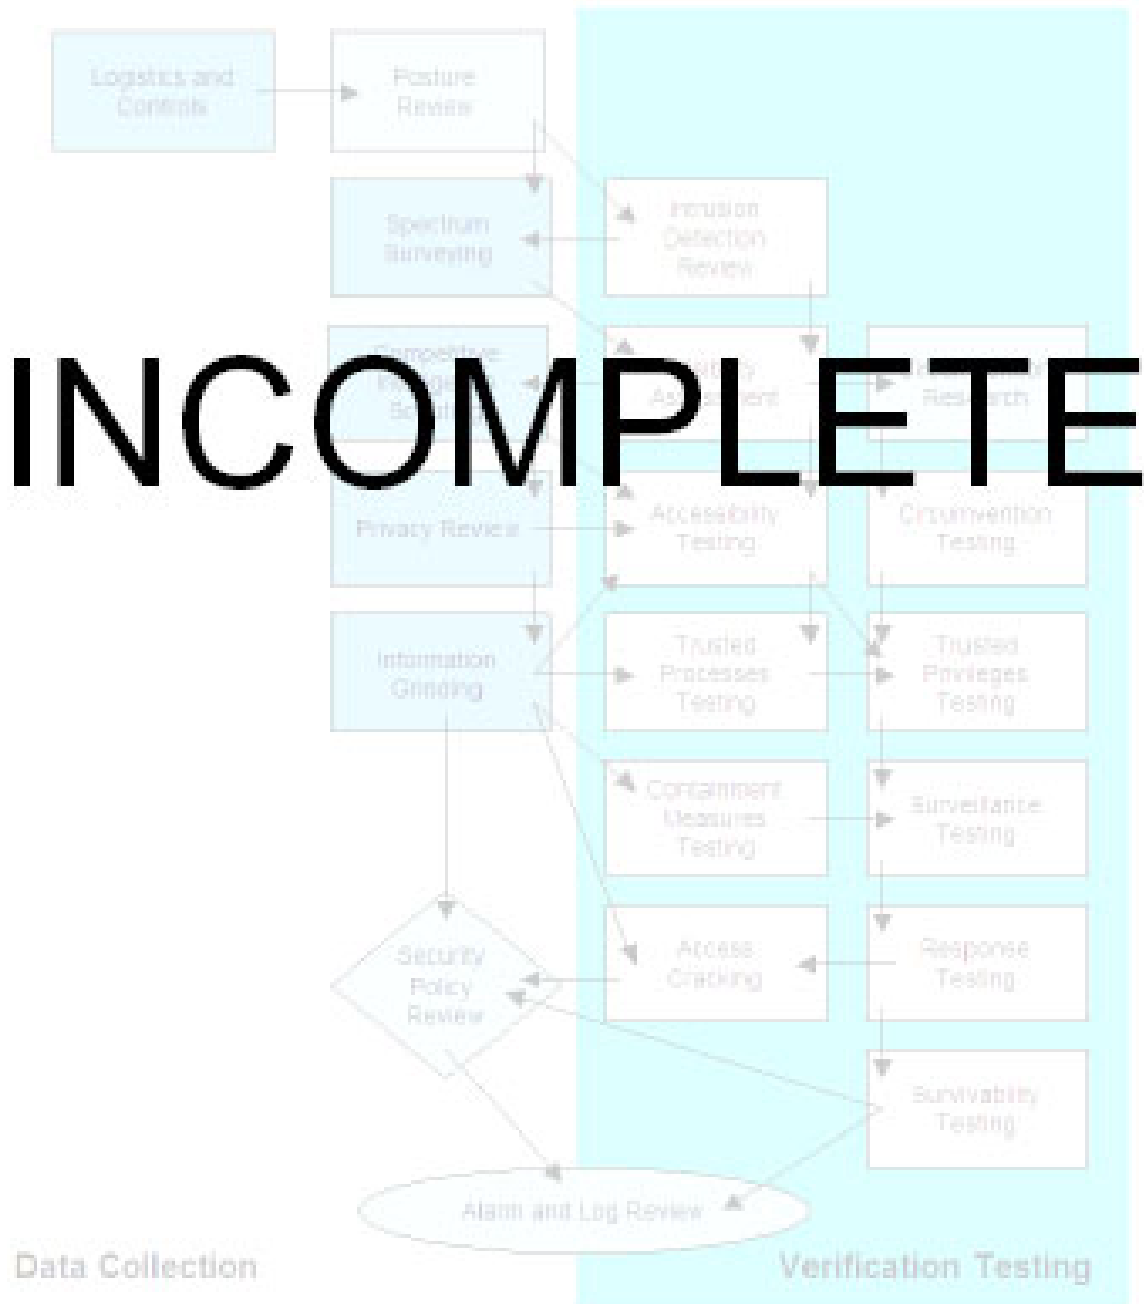 Logistics and
Controls
Posture
Review
Spectrum
Surveying
Intrusion
Detection
Review
INCOMPLETE
Competitive
Research
Privacy Review
Accessibility
Testing
Circumvention
Testing
Information
Grinding
Trusted
Processes
Testing
Trusted
Privileges
Testing
Containment
Measures
Testing
Surveillance
Testing
Security
Policy
Review
Access
Cracking
Response
Testing
Survivability
Testing
Alarm and Log Review
Data Collection
Verification Testing